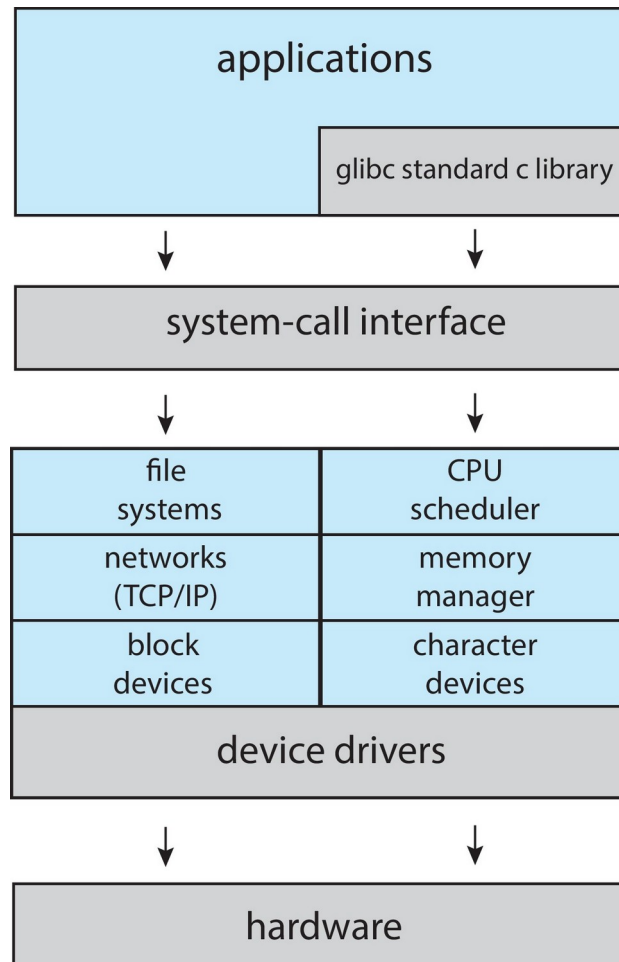 applications
glibc standard c library
system-call interface
file
systems
CPU
scheduler
networks
(TCP/IP)
memory
manager
block
devices
character
devices
device drivers
hardware